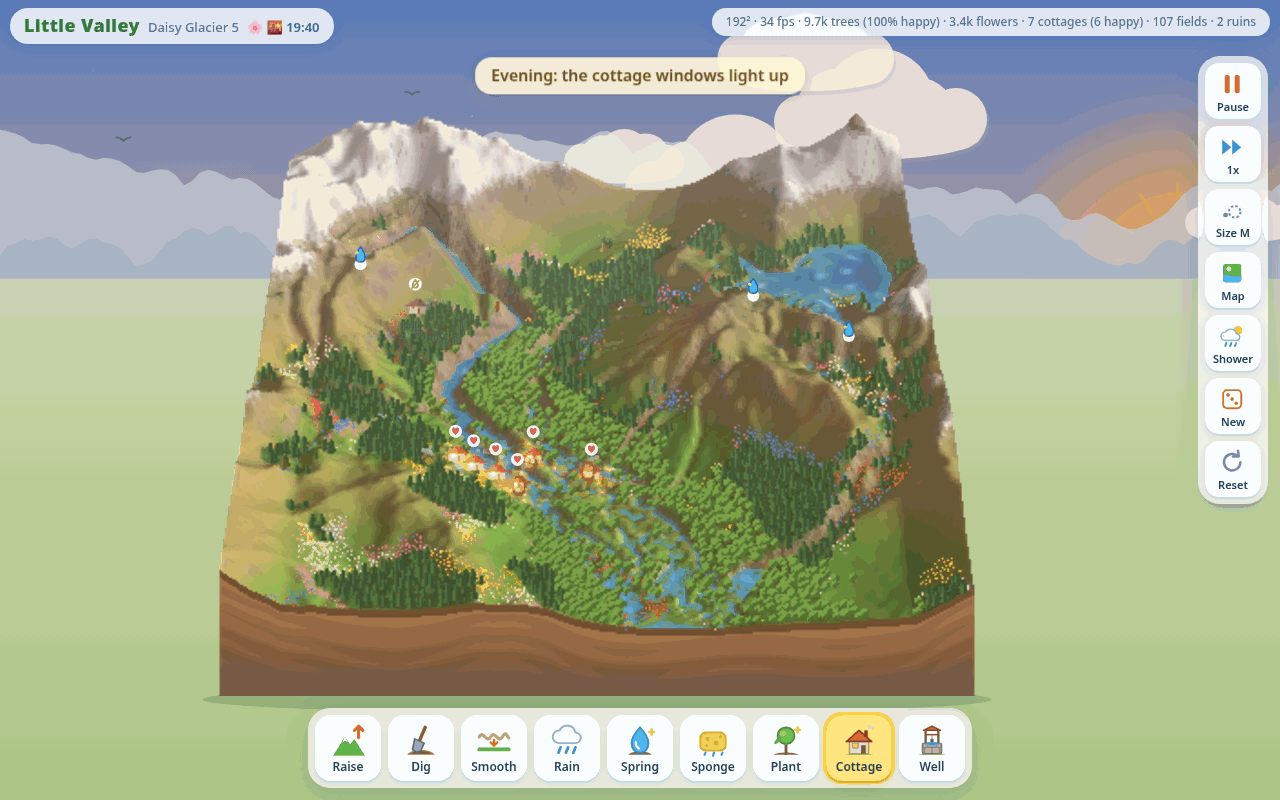 Little Valley Daisy Glacier 5 19:40
192² · 34 fps · 9.7k trees (100% happy) · 3.4k flowers · 7 cottages (6 happy) · 107 fields · 2 ruins
Evening: the cottage windows light up
Pause
1x
Size M
Map
Shower
New
Reset
Raise
Dig
Smooth
Rain
Spring
Sponge
Plant
Cottage
Well